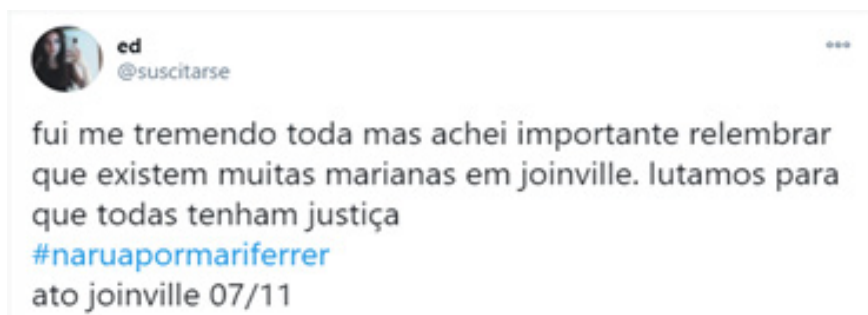 ed
@suscitarse
fui me tremendo toda mas achei importante relembrar
que existem muitas marianas em joinville. lutamos para
que todas tenham justiça
#naruapormariferrer
ato joinville 07/11